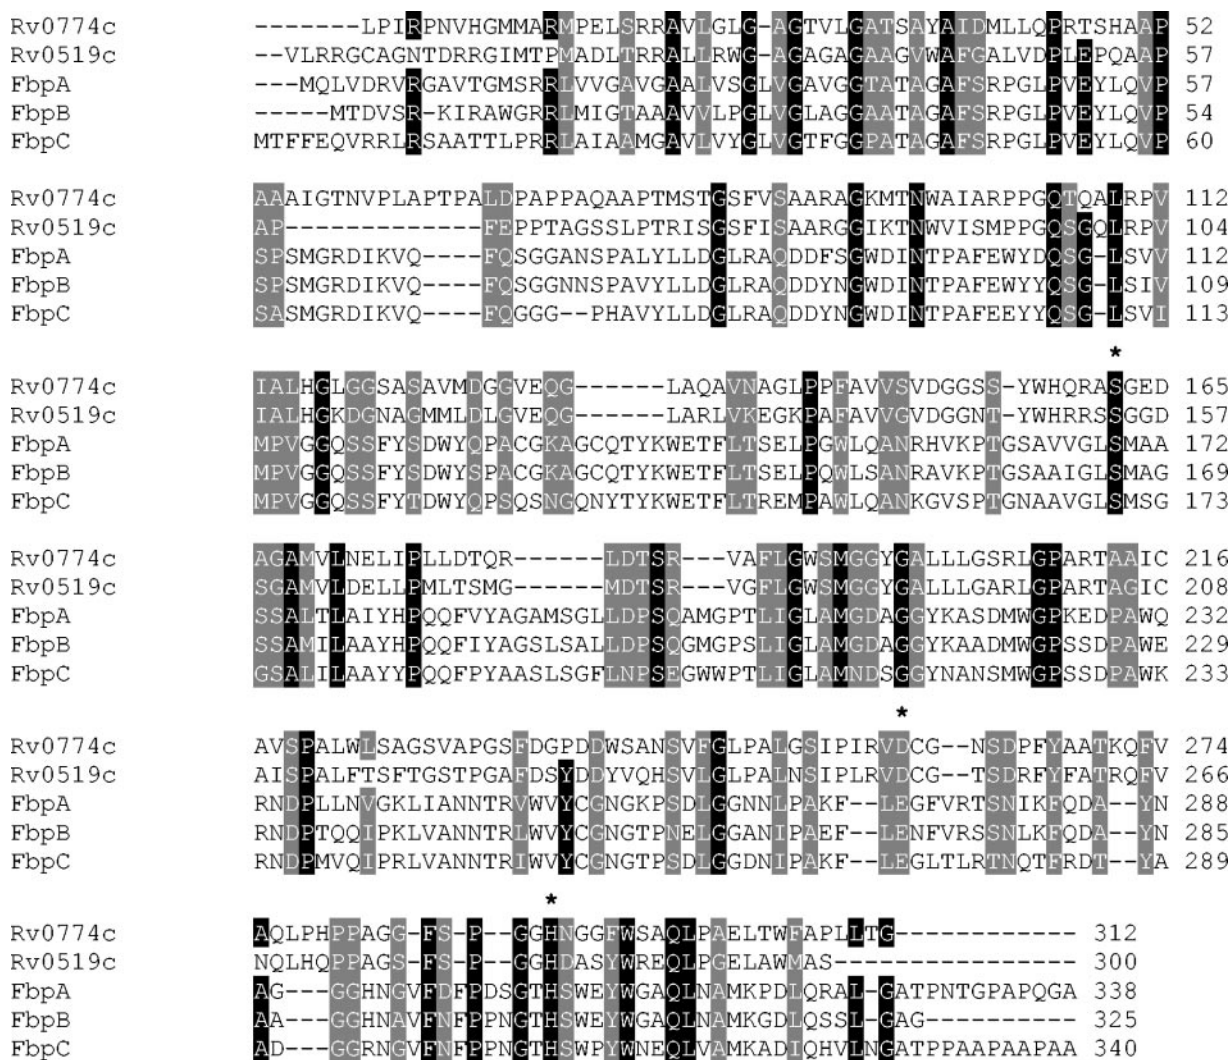 Rv0774c -------LPIRPNVHGMMARMPELSRRAVLGLG-AGTVLGATSAYAIDMLLQPRTSHAAP 52
Rv0519c --VLRRGCAGNTDRRGIMTPMADLTRRALLRWG-AGAGAGAAGVWAFGALVDPLEPQAAP 57
FbpA ---MQLVDRVRGAVTGMSRRLVVGAVGAALVSGLVGAVGGTATAGAFSRPGLPVEYLQVP 57
FbpB -----MTDVSR-KIRAWGRRLMIGTAAAVVLPGLVGLAGGAATAGAFSRPGLPVEYLQVP 54
FbpC MTFFEQVRRLRSAATTLPRRLAIAAMGAVLVYGLVGTFGGPATAGAFSRPGLPVEYLQVP 60
Rv0774c AAAIGTNVPLAPTPALDPAPPAQAAPTMSTGSFVSAARAGKMTNWAIARPPGQTQALRPV 112
Rv0519c AP-------------FEPPTAGSSLPTRISGSFISAARGGIKTNWVISMPPGQSGQLRPV 104
FbpA SPSMGRDIKVQ----FQSGGANSPALYLLDGLRAQDDFSGWDINTPAFEWYDQSG-LSVV 112
FbpB SPSMGRDIKVQ----FQSGGNNSPAVYLLDGLRAQDDYNGWDINTPAFEWYYQSG-LSIV 109
FbpC SASMGRDIKVQ----FQGGG--PHAVYLLDGLRAQDDYNGWDINTPAFEEYYQSG-LSVI 113
*
Rv0774c IALHGLGGSASAVMDGGVEQG------LAQAVNAGLPPFAVVSVDGGSS-YWHQRASGED 165
Rv0519c IALHGKDGNAGMMLDLGVEQG------LARLVKEGKPAFAVVGVDGGNT-YWHRRSSGGD 157
FbpA MPVGGQSSFYSDWYQPACGKAGCQTYKWETFLTSELPGWLQANRHVKPTGSAVVGLSMAA 172
FbpB MPVGGQSSFYSDWYSPACGKAGCQTYKWETFLTSELPQWLSANRAVKPTGSAAIGLSMAG 169
FbpC MPVGGQSSFYTDWYQPSQSNGQNYTYKWETFLTREMPAWLQANKGVSPTGNAAVGLSMSG 173
Rv0774c AGAMVLNELIPLLDTQR------LDTSR---VAFLGWSMGGYGALLLGSRLGPARTAAIC 216
Rv0519c SGAMVLDELLPMLTSMG------MDTSR---VGFLGWSMGGYGALLLGARLGPARTAGIC 208
FbpA SSALTLAIYHPQQFVYAGAMSGLLDPSQAMGPTLIGLAMGDAGGYKASDMWGPKEDPAWQ 232
FbpB SSAMILAAYHPQQFIYAGSLSALLDPSQGMGPSLIGLAMGDAGGYKAADMWGPSSDPAWE 229
FbpC GSALILAAYYPQQFPYAASLSGFLNPSEGWWPTLIGLAMNDSGGYNANSMWGPSSDPAWK 233
*
Rv0774c AVSPALWLSAGSVAPGSFDGPDDWSANSVFGLPALGSIPIRVDCG--NSDPFYAATKQFV 274
Rv0519c AISPALFTSFTGSTPGAFDSYDDYVQHSVLGLPALNSIPLRVDCG--TSDRFYFATRQFV 266
FbpA RNDPLLNVGKLIANNTRVWVYCGNGKPSDLGGNNLPAKF--LEGFVRTSNIKFQDA--YN 288
FbpB RNDPTQQIPKLVANNTRLWVYCGNGTPNELGGANIPAEF--LENFVRSSNLKFQDA--YN 285
FbpC RNDPMVQIPRLVANNTRIWVYCGNGTPSDLGGDNIPAKF--LEGLTLRTNQTFRDT--YA 289
*
Rv0774c AQLPHPPAGG-FS-P--GGHNGGFWSAQLPAELTWFAPLLTG------------ 312
Rv0519c NQLHQPPAGS-FS-P--GGHDASYWREQLPGELAWMAS---------------- 300
FbpA AG---GGHNGVFDFPDSGTHSWEYWGAQLNAMKPDLQRAL-GATPNTGPAPQGA 338
FbpB AA---GGHNAVFNFPPNGTHSWEYWGAQLNAMKGDLQSSL-GAG---------- 325
FbpC AD---GGRNGVFNFPPNGTHSWPYWNEQLVAMKADIQHVLNGATPPAAPAAPAA 340